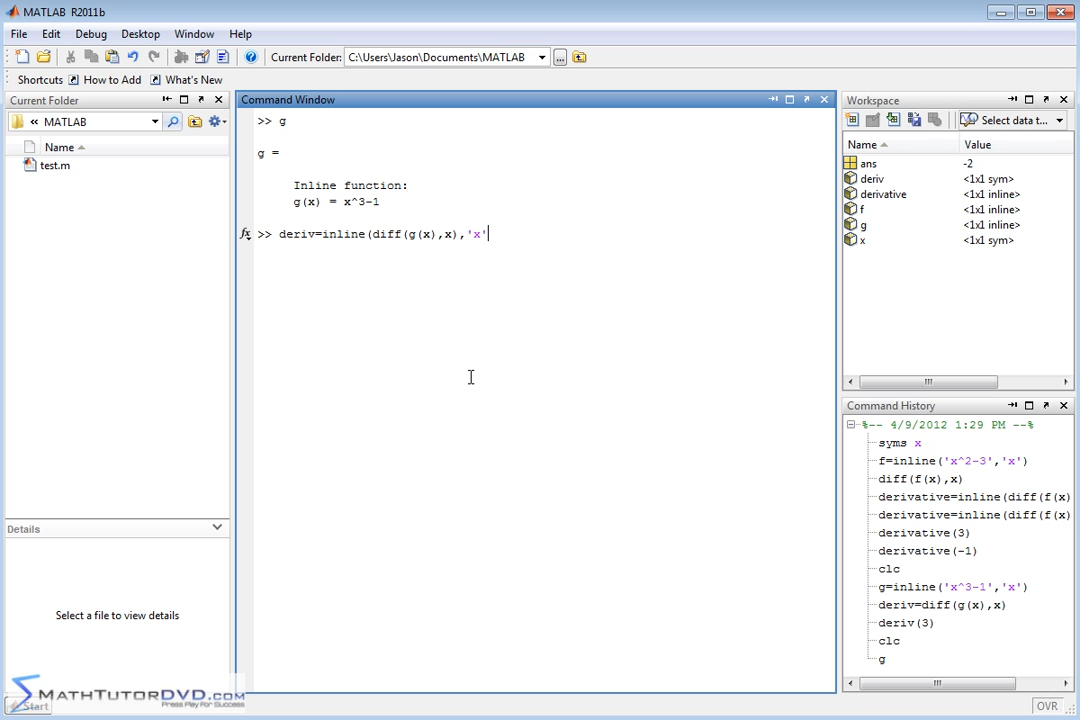 MATLAB R2011b
File Edit Debug Desktop Window Help
Current Folder: C:\Users\Jason\Documents\MATLAB ...
Shortcuts How to Add What's New
Current Folder
« MATLAB
Name
test.m
Details
Select a file to view details
Command Window
>> g
g =
Inline function:
g(x) = x^3-1
fx >> deriv=inline(diff(g(x),x),'x'
Workspace
Select data t...
Name Value
ans -2
deriv <1x1 sym>
derivative <1x1 inline>
f <1x1 inline>
g <1x1 inline>
x <1x1 sym>
Command History
%-- 4/9/2012 1:29 PM --%
syms x
f=inline('x^2-3','x')
diff(f(x),x)
derivative=inline(diff(f(x)
derivative=inline(diff(f(x)
derivative(3)
derivative(-1)
clc
g=inline('x^3-1','x')
deriv=diff(g(x),x)
deriv(3)
clc
g
MATHTUTORDVD.COM
Press Play For Success
Start
OVR